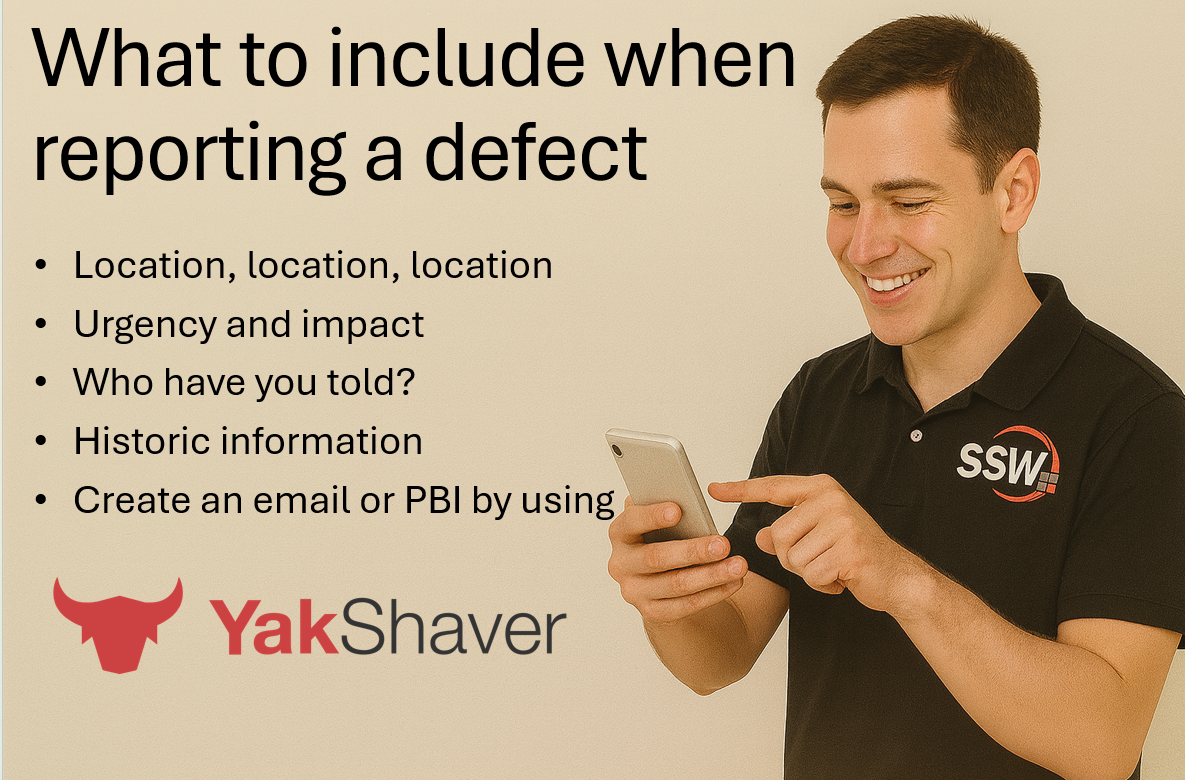 What to include when
reporting a defect
• Location, location, location
• Urgency and impact
• Who have you told?
• Historic information
• Create an email or PBI by using
YakShaver
SSW